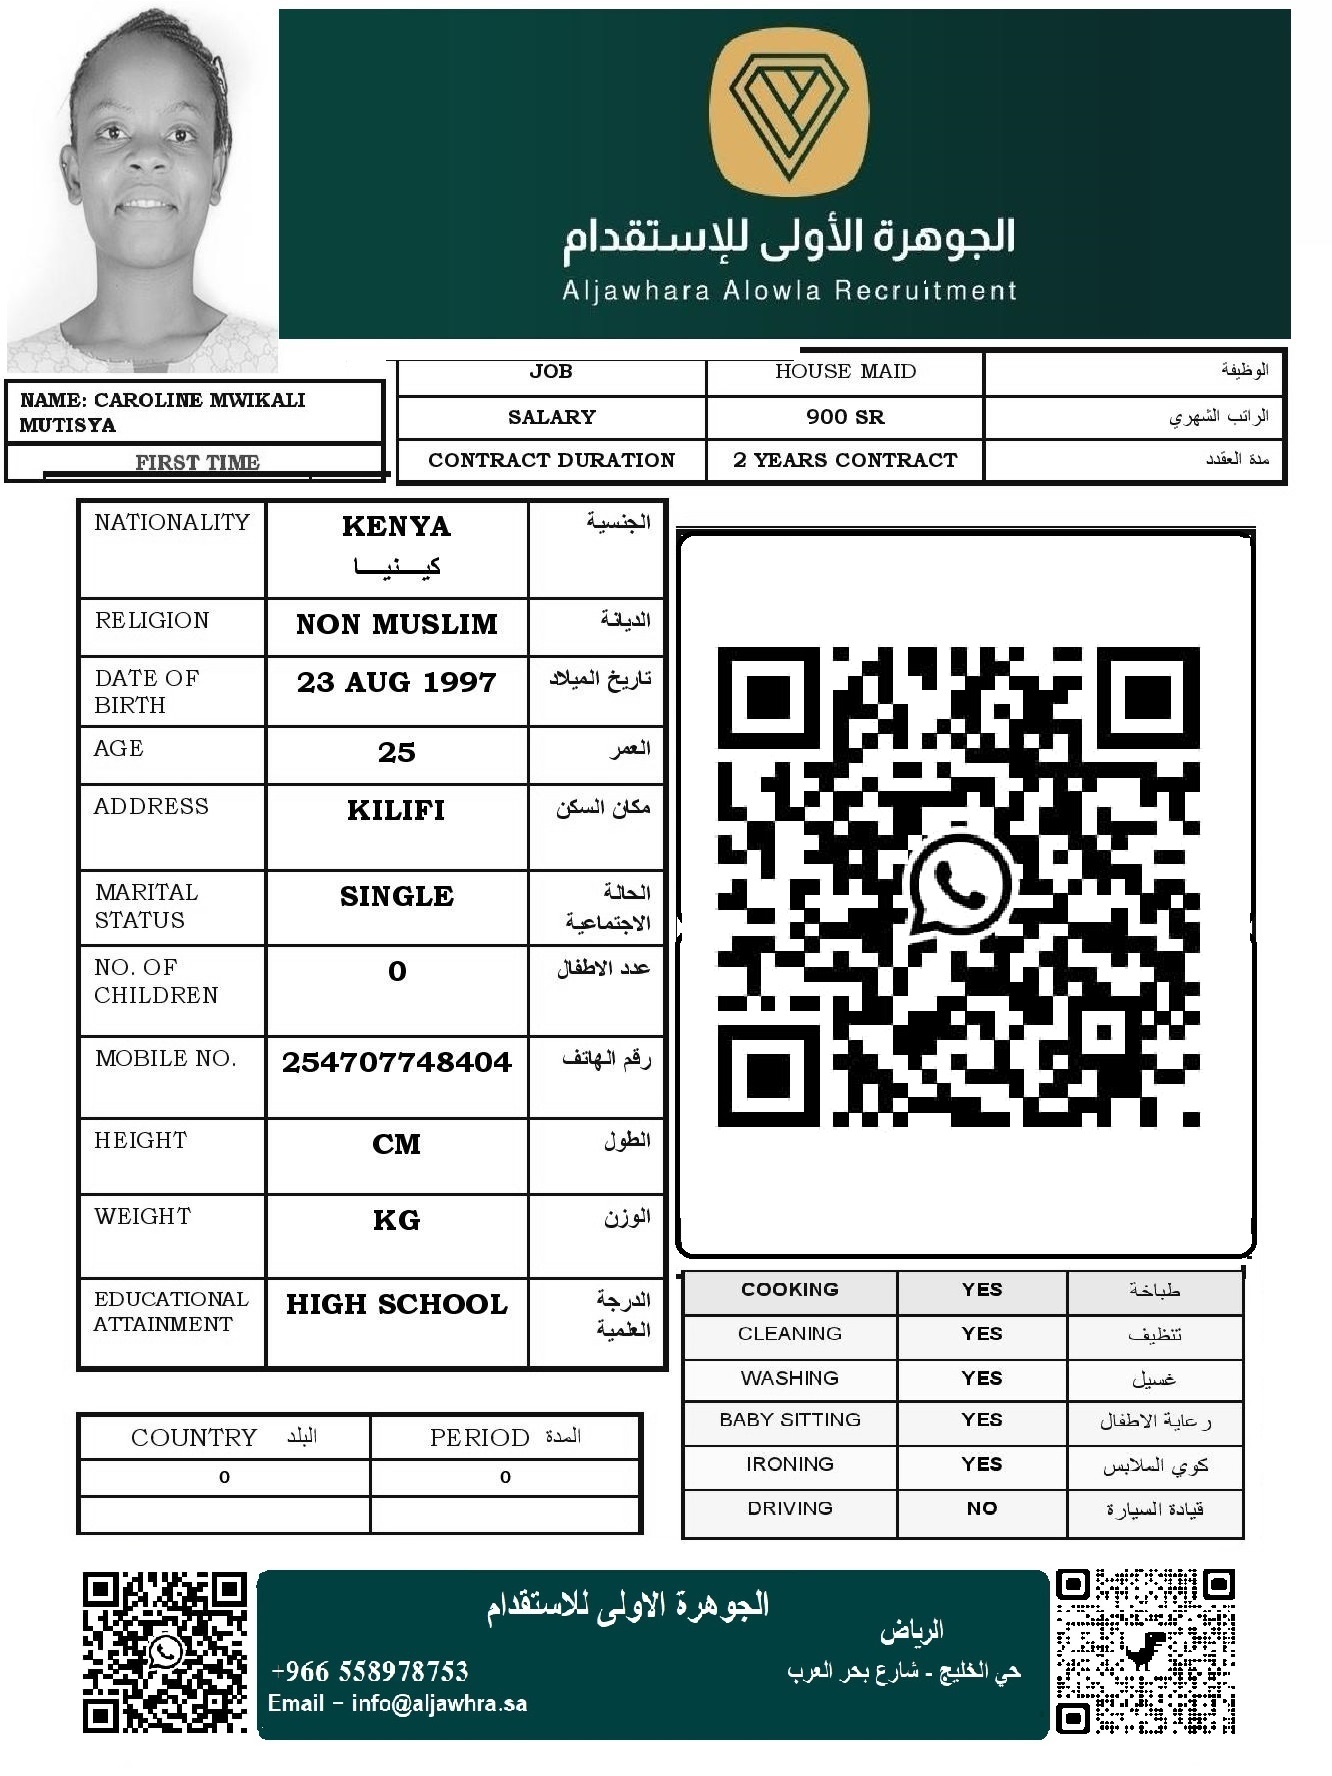 الجوهرة الأولى للإستقدام
Aljawhara Alowla Recruitment
NAME: CAROLINE MWIKALI
MUTISYA
FIRST TIME
JOB HOUSE MAID الوظيفة
SALARY 900 SR الراتب الشهري
CONTRACT DURATION 2 YEARS CONTRACT مدة العقدد
NATIONALITY KENYA الجنسية
كيـــنيـــا
RELIGION NON MUSLIM الديانة
DATE OF 23 AUG 1997 تاريخ الميلاد
BIRTH
AGE 25 العمر
ADDRESS KILIFI مكان السكن
MARITAL SINGLE الحالة
STATUS الاجتماعية
NO. OF 0 عدد الاطفال
CHILDREN
MOBILE NO. 254707748404 رقم الهاتف
HEIGHT CM الطول
WEIGHT KG الوزن
EDUCATIONAL HIGH SCHOOL الدرجة
ATTAINMENT العلمية
COOKING YES طباخة
CLEANING YES تنظيف
WASHING YES غسيل
BABY SITTING YES رعاية الاطفال
IRONING YES كوي الملابس
DRIVING NO قيادة السيارة
COUNTRY البلد PERIOD المدة
0 0
الجوهرة الاولى للاستقدام
الرياض
+966 558978753 حي الخليج - شارع بحر العرب
Email – info@aljawhra.sa